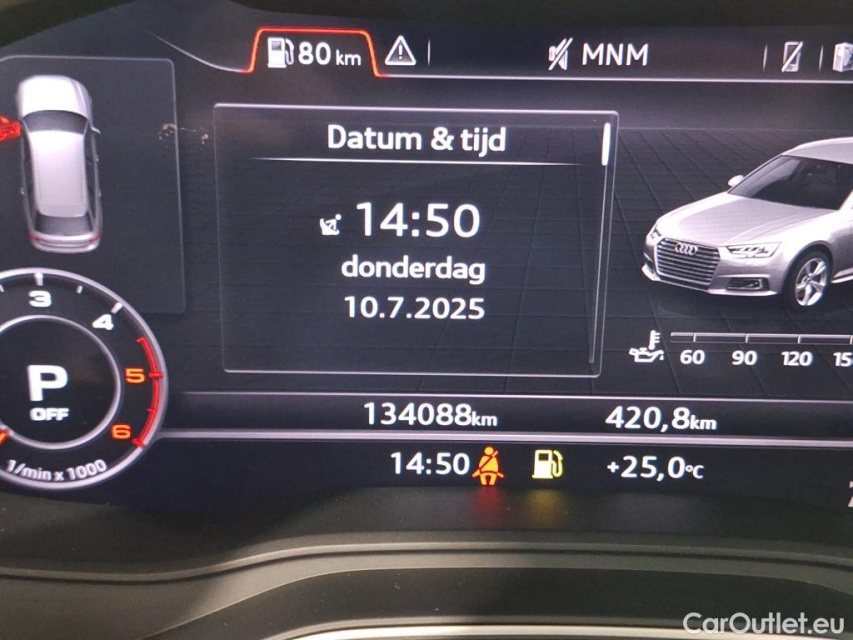 80 km
MNM
Datum & tijd
14:50
donderdag
10.7.2025
3
4
5
6
P
OFF
1/min x 1000
60 90 120
134088km 420,8km
14:50 +25,0°C
CarOutlet.eu